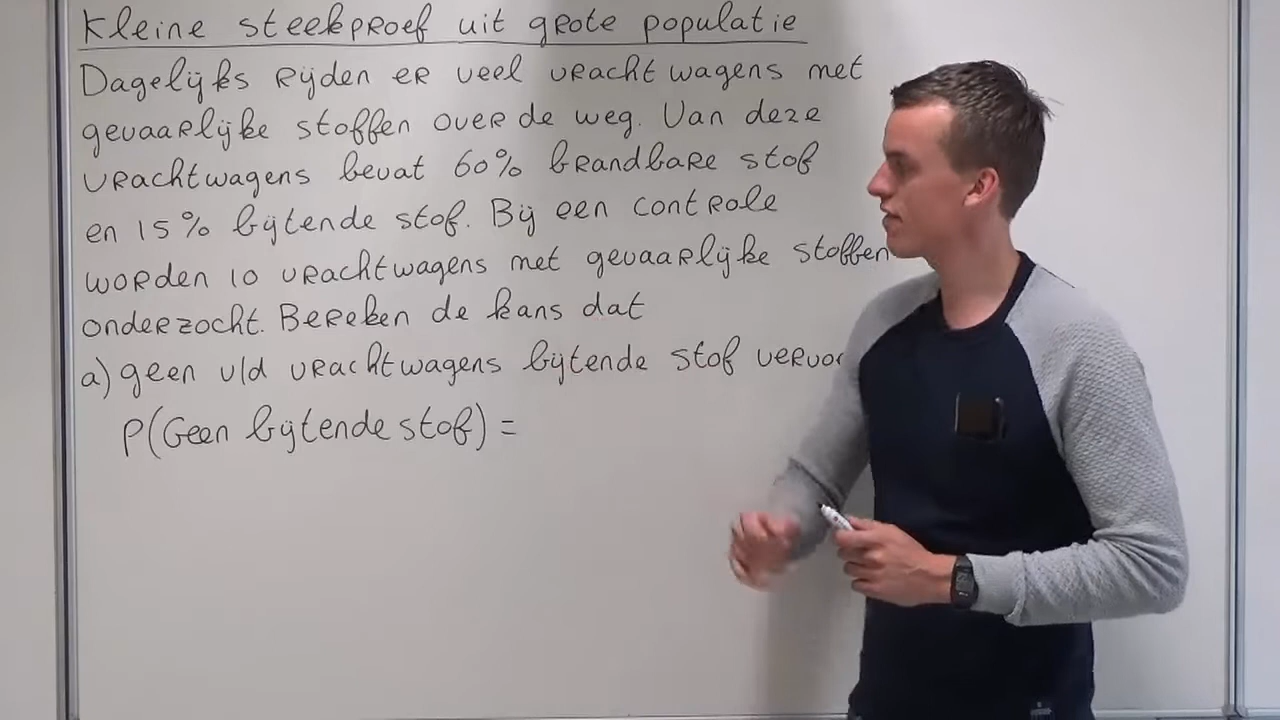 Kleine steekproef uit grote populatie
Dagelijks rijden er veel vrachtwagens met
gevaarlijke stoffen over de weg. Van deze
vrachtwagens bevat 60% brandbare stof
en 15% bijtende stof. Bij een controle
worden 10 vrachtwagens met gevaarlijke stoffen
onderzocht. Bereken de kans dat
a) geen v/d vrachtwagens bijtende stof vervo
P(Geen bijtende stof) =